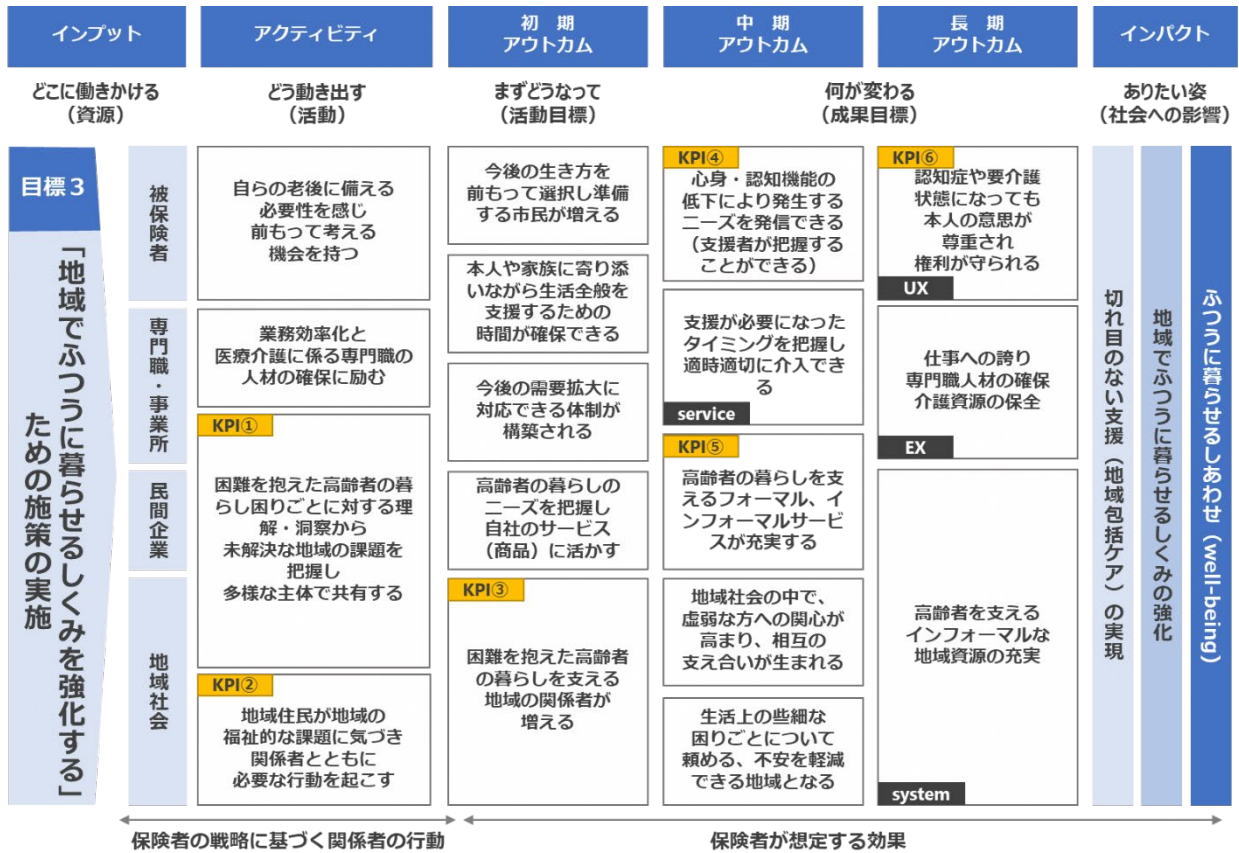 インプット
アクティビティ
初　期
アウトカム
中　期
アウトカム
長　期
アウトカム
インパクト
どこに働きかける
（資源）
どう動き出す
（活動）
まずどうなって
（活動目標）
何が変わる
（成果目標）
ありたい姿
（社会への影響）
目標３
「地域でふつうに暮らせるしくみを強化する」
ための施策の実施
被保険者
専門職・事業所
民間企業
地域社会
自らの老後に備える
必要性を感じ
前もって考える
機会を持つ
業務効率化と
医療介護に係る専門職の
人材の確保に励む
KPI①
困難を抱えた高齢者の暮
らし困りごとに対する理
解・洞察から
未解決な地域の課題を
把握し
多様な主体で共有する
KPI②
地域住民が地域の
福祉的な課題に気づき
関係者とともに
必要な行動を起こす
今後の生き方を
前もって選択し準備
する市民が増える
本人や家族に寄り添
いながら生活全般を
支援するための
時間が確保できる
今後の需要拡大に
対応できる体制が
構築される
高齢者の暮らしの
ニーズを把握し
自社のサービス
（商品）に活かす
KPI③
困難を抱えた高齢者
の暮らしを支える
地域の関係者が
増える
KPI④
心身・認知機能の
低下により発生する
ニーズを発信できる
（支援者が把握する
ことができる）
支援が必要になった
タイミングを把握し
適時適切に介入でき
る
service
KPI⑤
高齢者の暮らしを支
えるフォーマル、イ
ンフォーマルサービ
スが充実する
地域社会の中で、
虚弱な方への関心が
高まり、相互の
支え合いが生まれる
生活上の些細な
困りごとについて
頼める、不安を軽減
できる地域となる
KPI⑥
認知症や要介護
状態になっても
本人の意思が
尊重され
権利が守られる
UX
仕事への誇り
専門職人材の確保
介護資源の保全
EX
高齢者を支える
インフォーマルな
地域資源の充実
system
切れ目のない支援（地域包括ケア）の実現
地域でふつうに暮らせるしくみの強化
ふつうに暮らせるしあわせ（well-being）
保険者の戦略に基づく関係者の行動
保険者が想定する効果